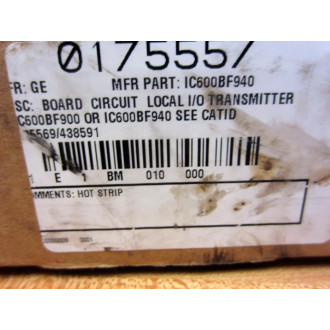 0175557
FR: GE MFR PART: IC600BF940
SC: BOARD CIRCUIT LOCAL I/O TRANSMITTER
C600BF900 OR IC600BF940 SEE CATID
5569/438591
1 E 1 BM 010 000
OMMENTS: HOT STRIP